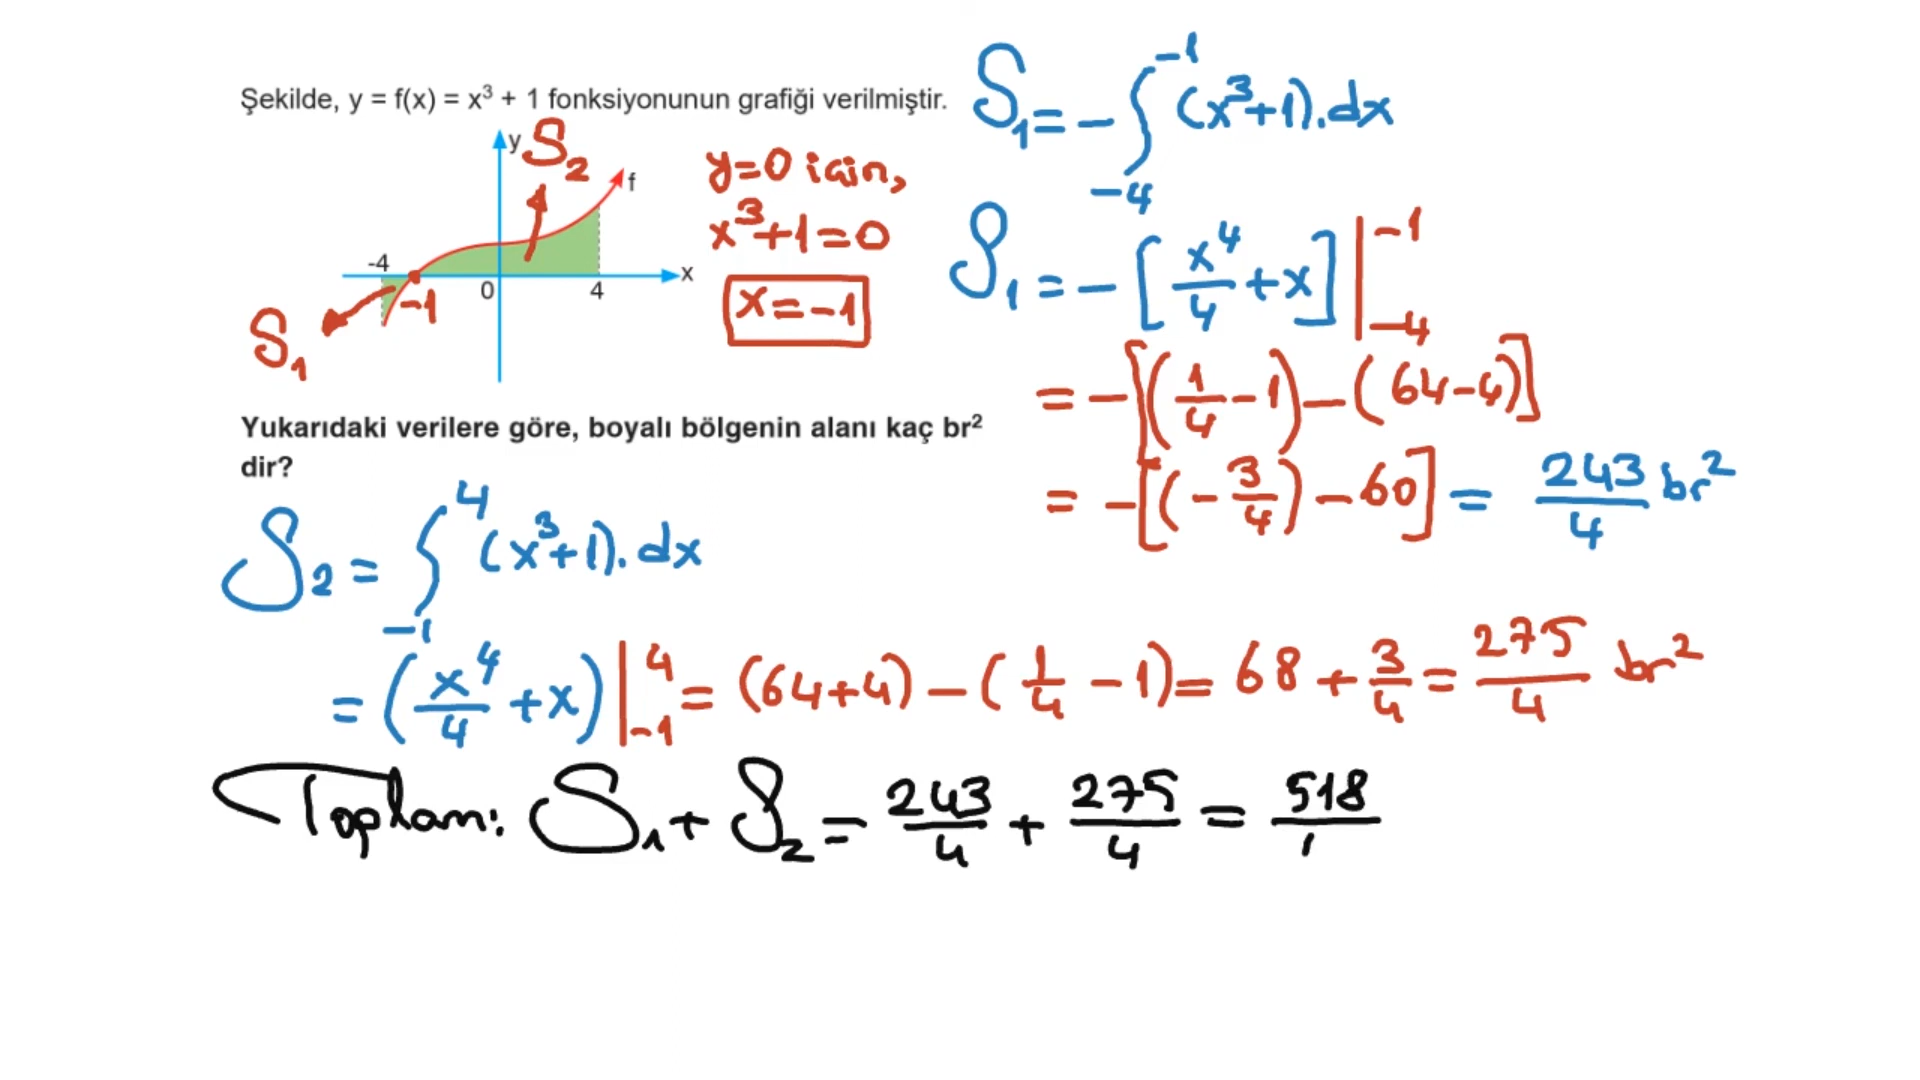 Şekilde, y = f(x) = x³ + 1 fonksiyonunun grafiği verilmiştir.
y
S₂
f
-4
x
0
4
-1
S₁
y=0 için,
x³+1=0
x=-1
Yukarıdaki verilere göre, boyalı bölgenin alanı kaç br²
dir?
S₁ = - ∫₋₄⁻¹ (x³+1).dx
S₁ = - [x⁴/4 + x] |₋₄⁻¹
= - [(1/4 - 1) - (64-4)]
= - [(-3/4) - 60] = 243/4 br²
S₂ = ∫₋₁⁴ (x³+1).dx
= (x⁴/4 + x) |₋₁⁴ = (64+4) - (1/4 - 1) = 68 + 3/4 = 275/4 br²
Toplam: S₁ + S₂ = 243/4 + 275/4 = 518/